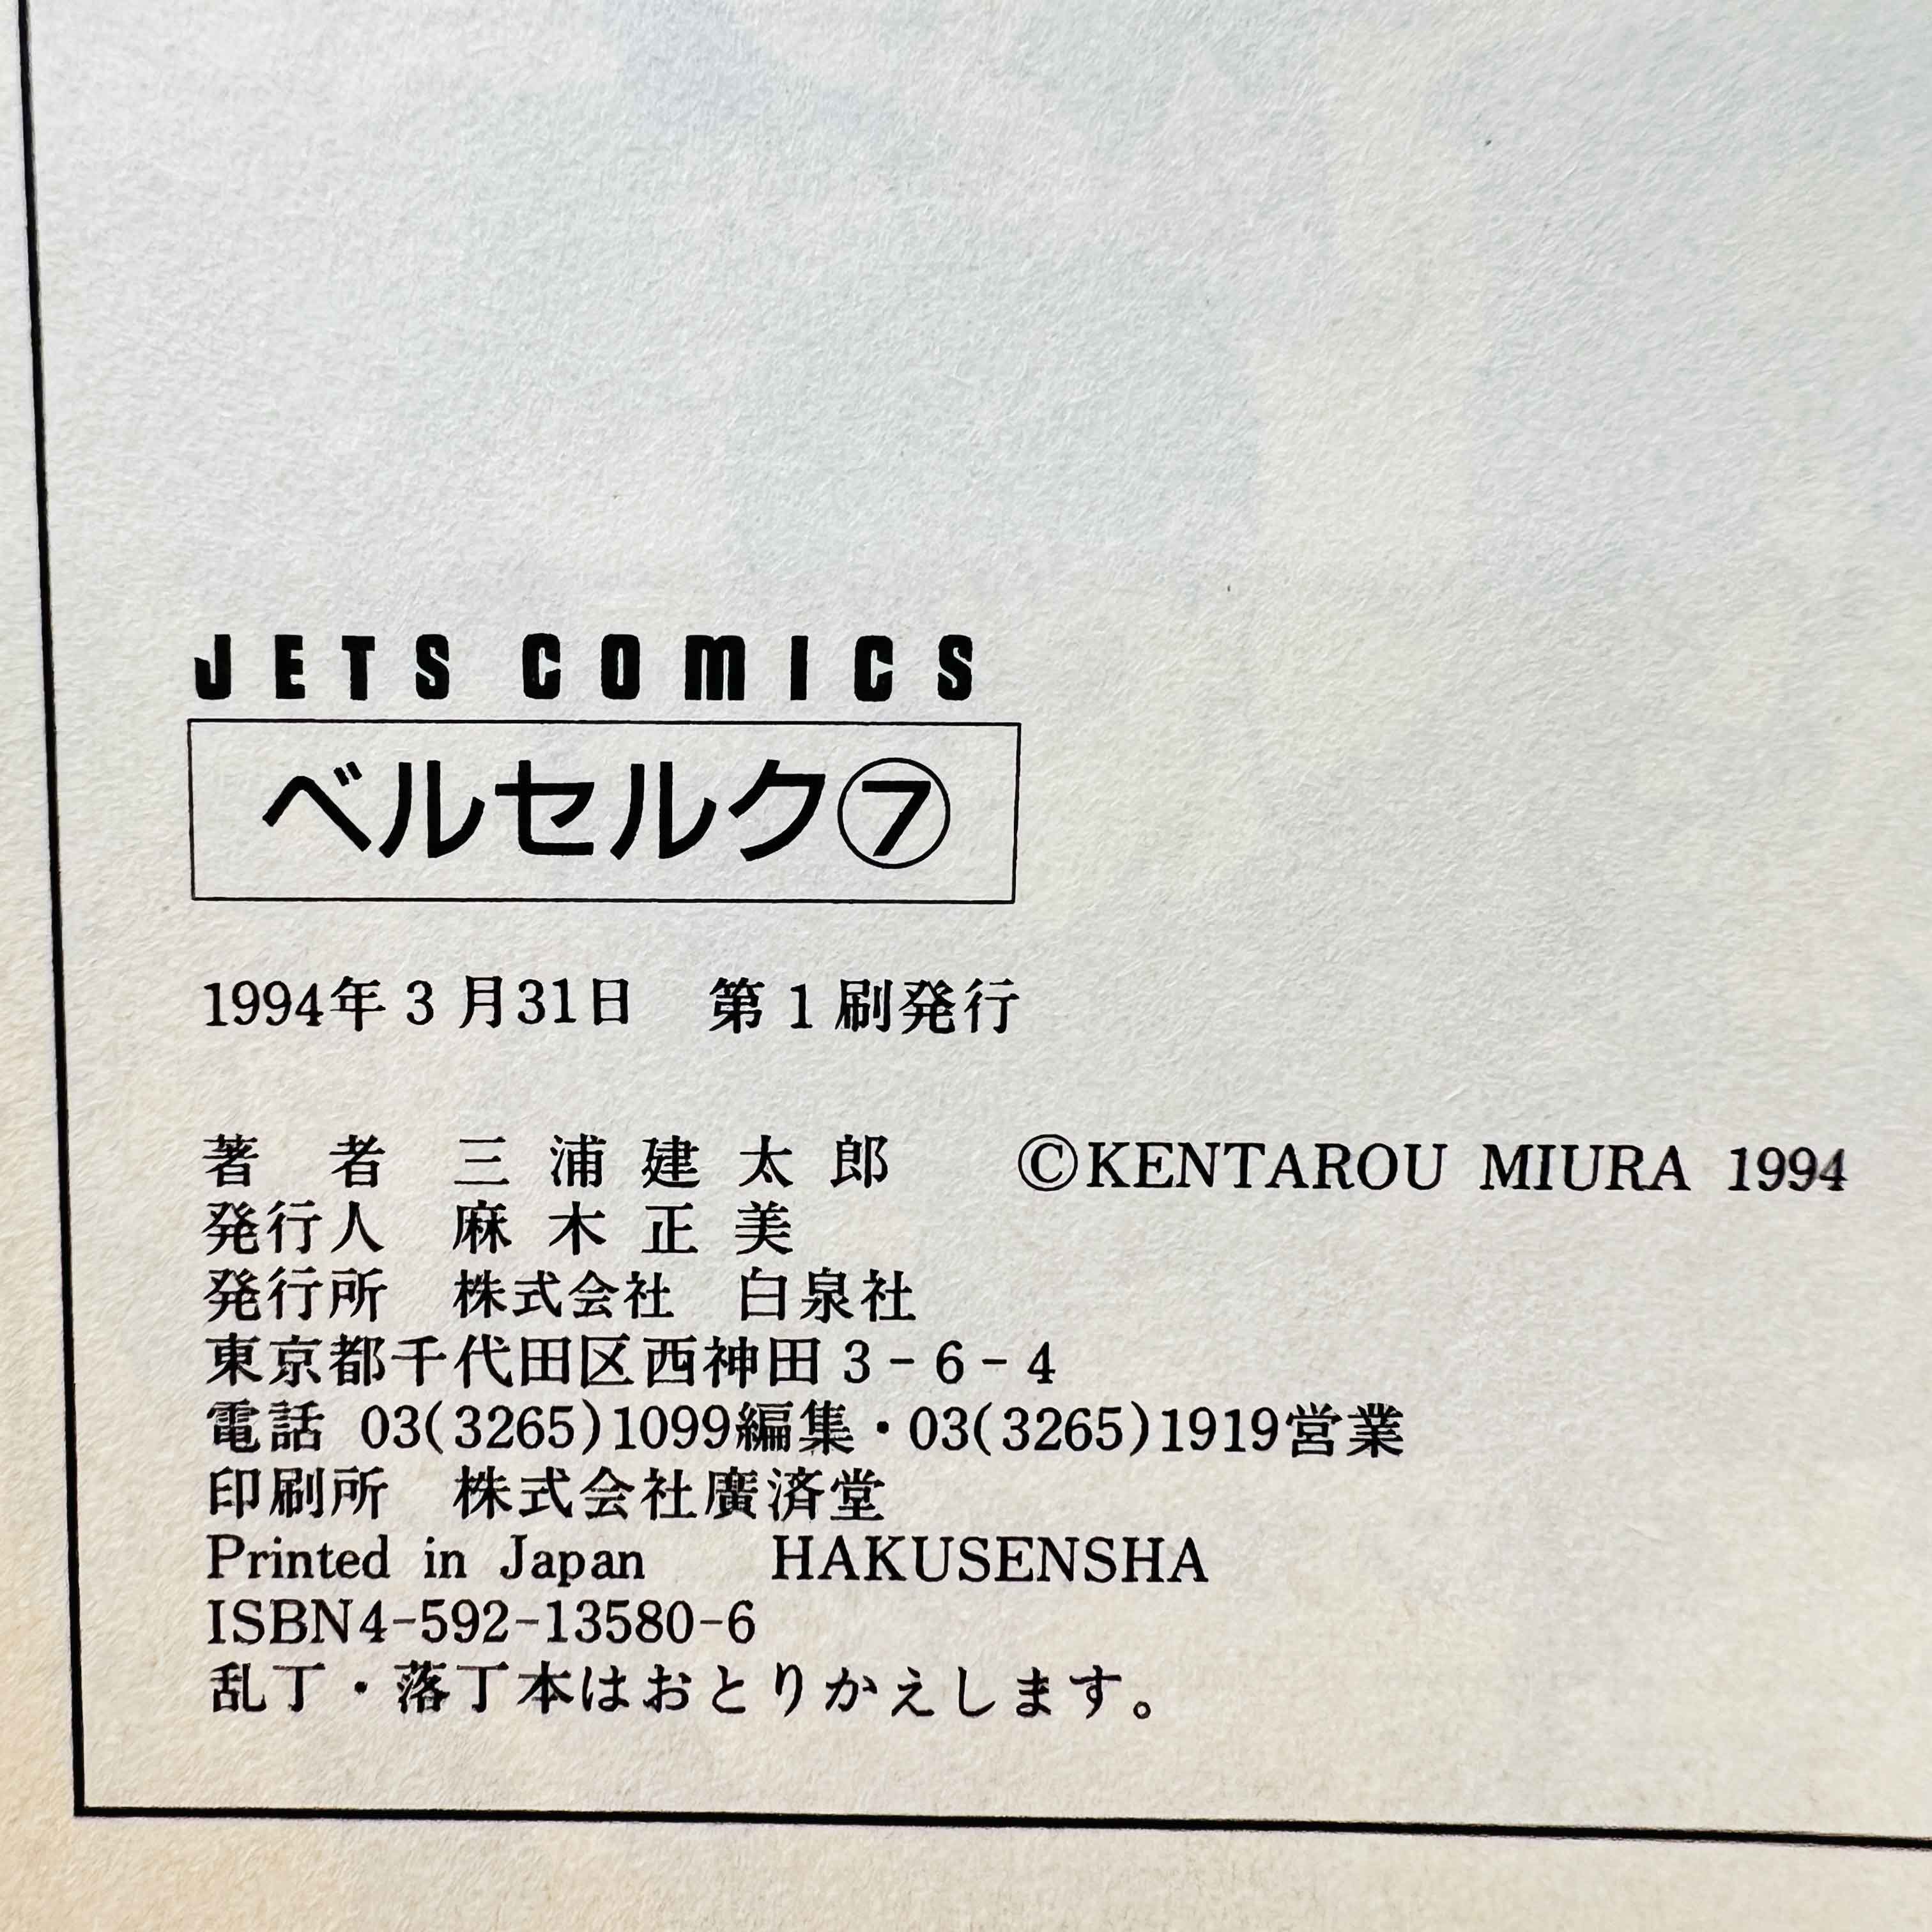 JETS COMICS
ベルセルク⑦
1994年3月31日　第1刷発行
著　者　三浦建太郎　©KENTAROU MIURA 1994
発行人　麻木正美
発行所　株式会社　白泉社
東京都千代田区西神田3-6-4
電話 03(3265)1099編集・03(3265)1919営業
印刷所　株式会社廣済堂
Printed in Japan　HAKUSENSHA
ISBN4-592-13580-6
乱丁・落丁本はおとりかえします。